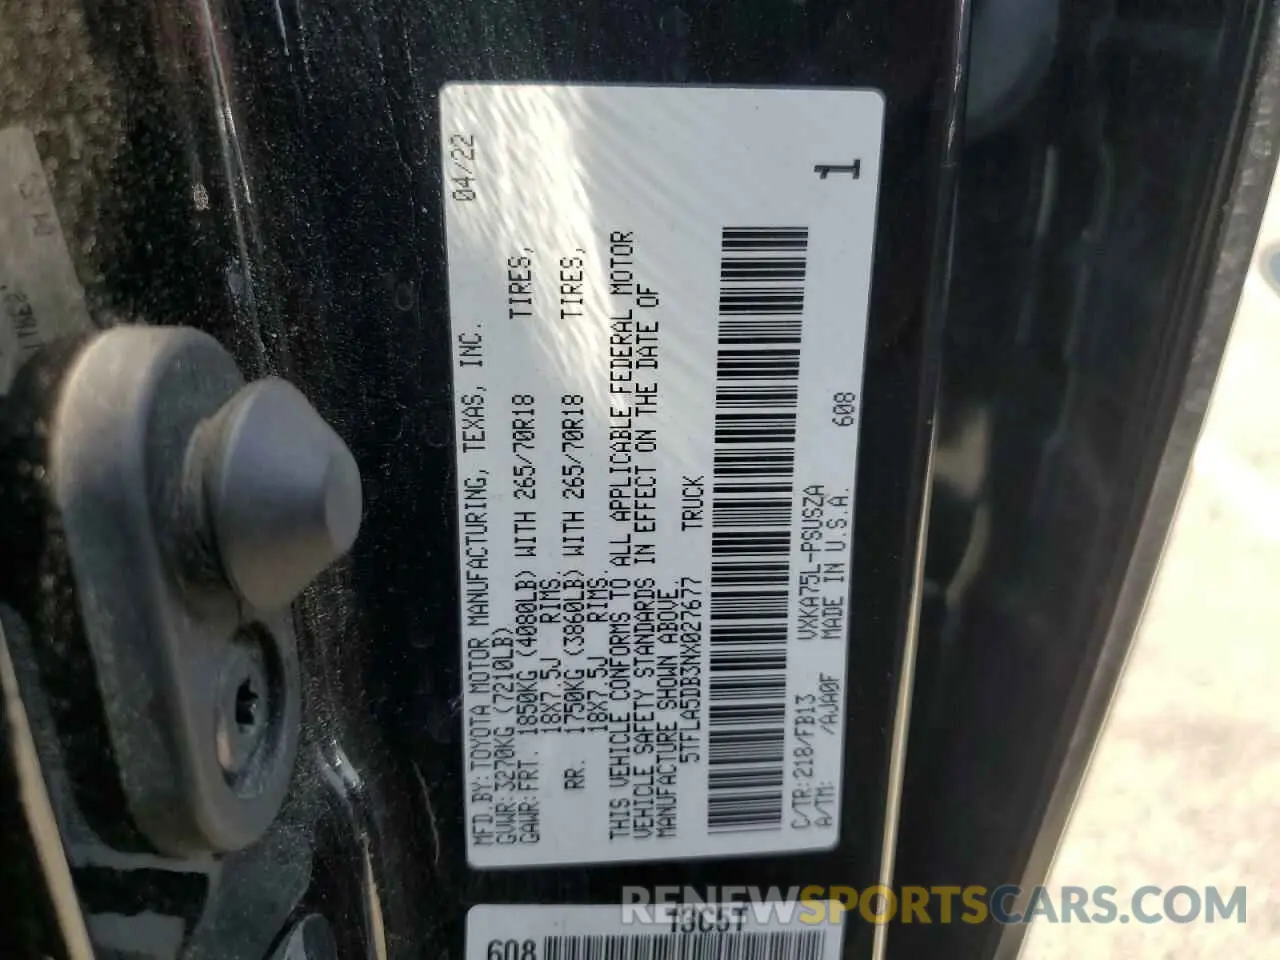 MFD.BY:TOYOTA MOTOR MANUFACTURING, TEXAS, INC. 04/22
GVWR:3270KG (7210LB)
GAWR:FRT. 1850KG (4080LB) WITH 265/70R18 TIRES,
18X7.5J RIMS.
RR. 1750KG (3860LB) WITH 265/70R18 TIRES,
18X7.5J RIMS.
THIS VEHICLE CONFORMS TO ALL APPLICABLE FEDERAL MOTOR
VEHICLE SAFETY STANDARDS IN EFFECT ON THE DATE OF
MANUFACTURE SHOWN ABOVE.
5TFLA5DB3NX027677 TRUCK
1
C/TR:218/FB13 VXKA75L-PSUSZA 608
A/TM: /AJA0F MADE IN U.S.A.
608
RENEWSPORTSCARS.COM